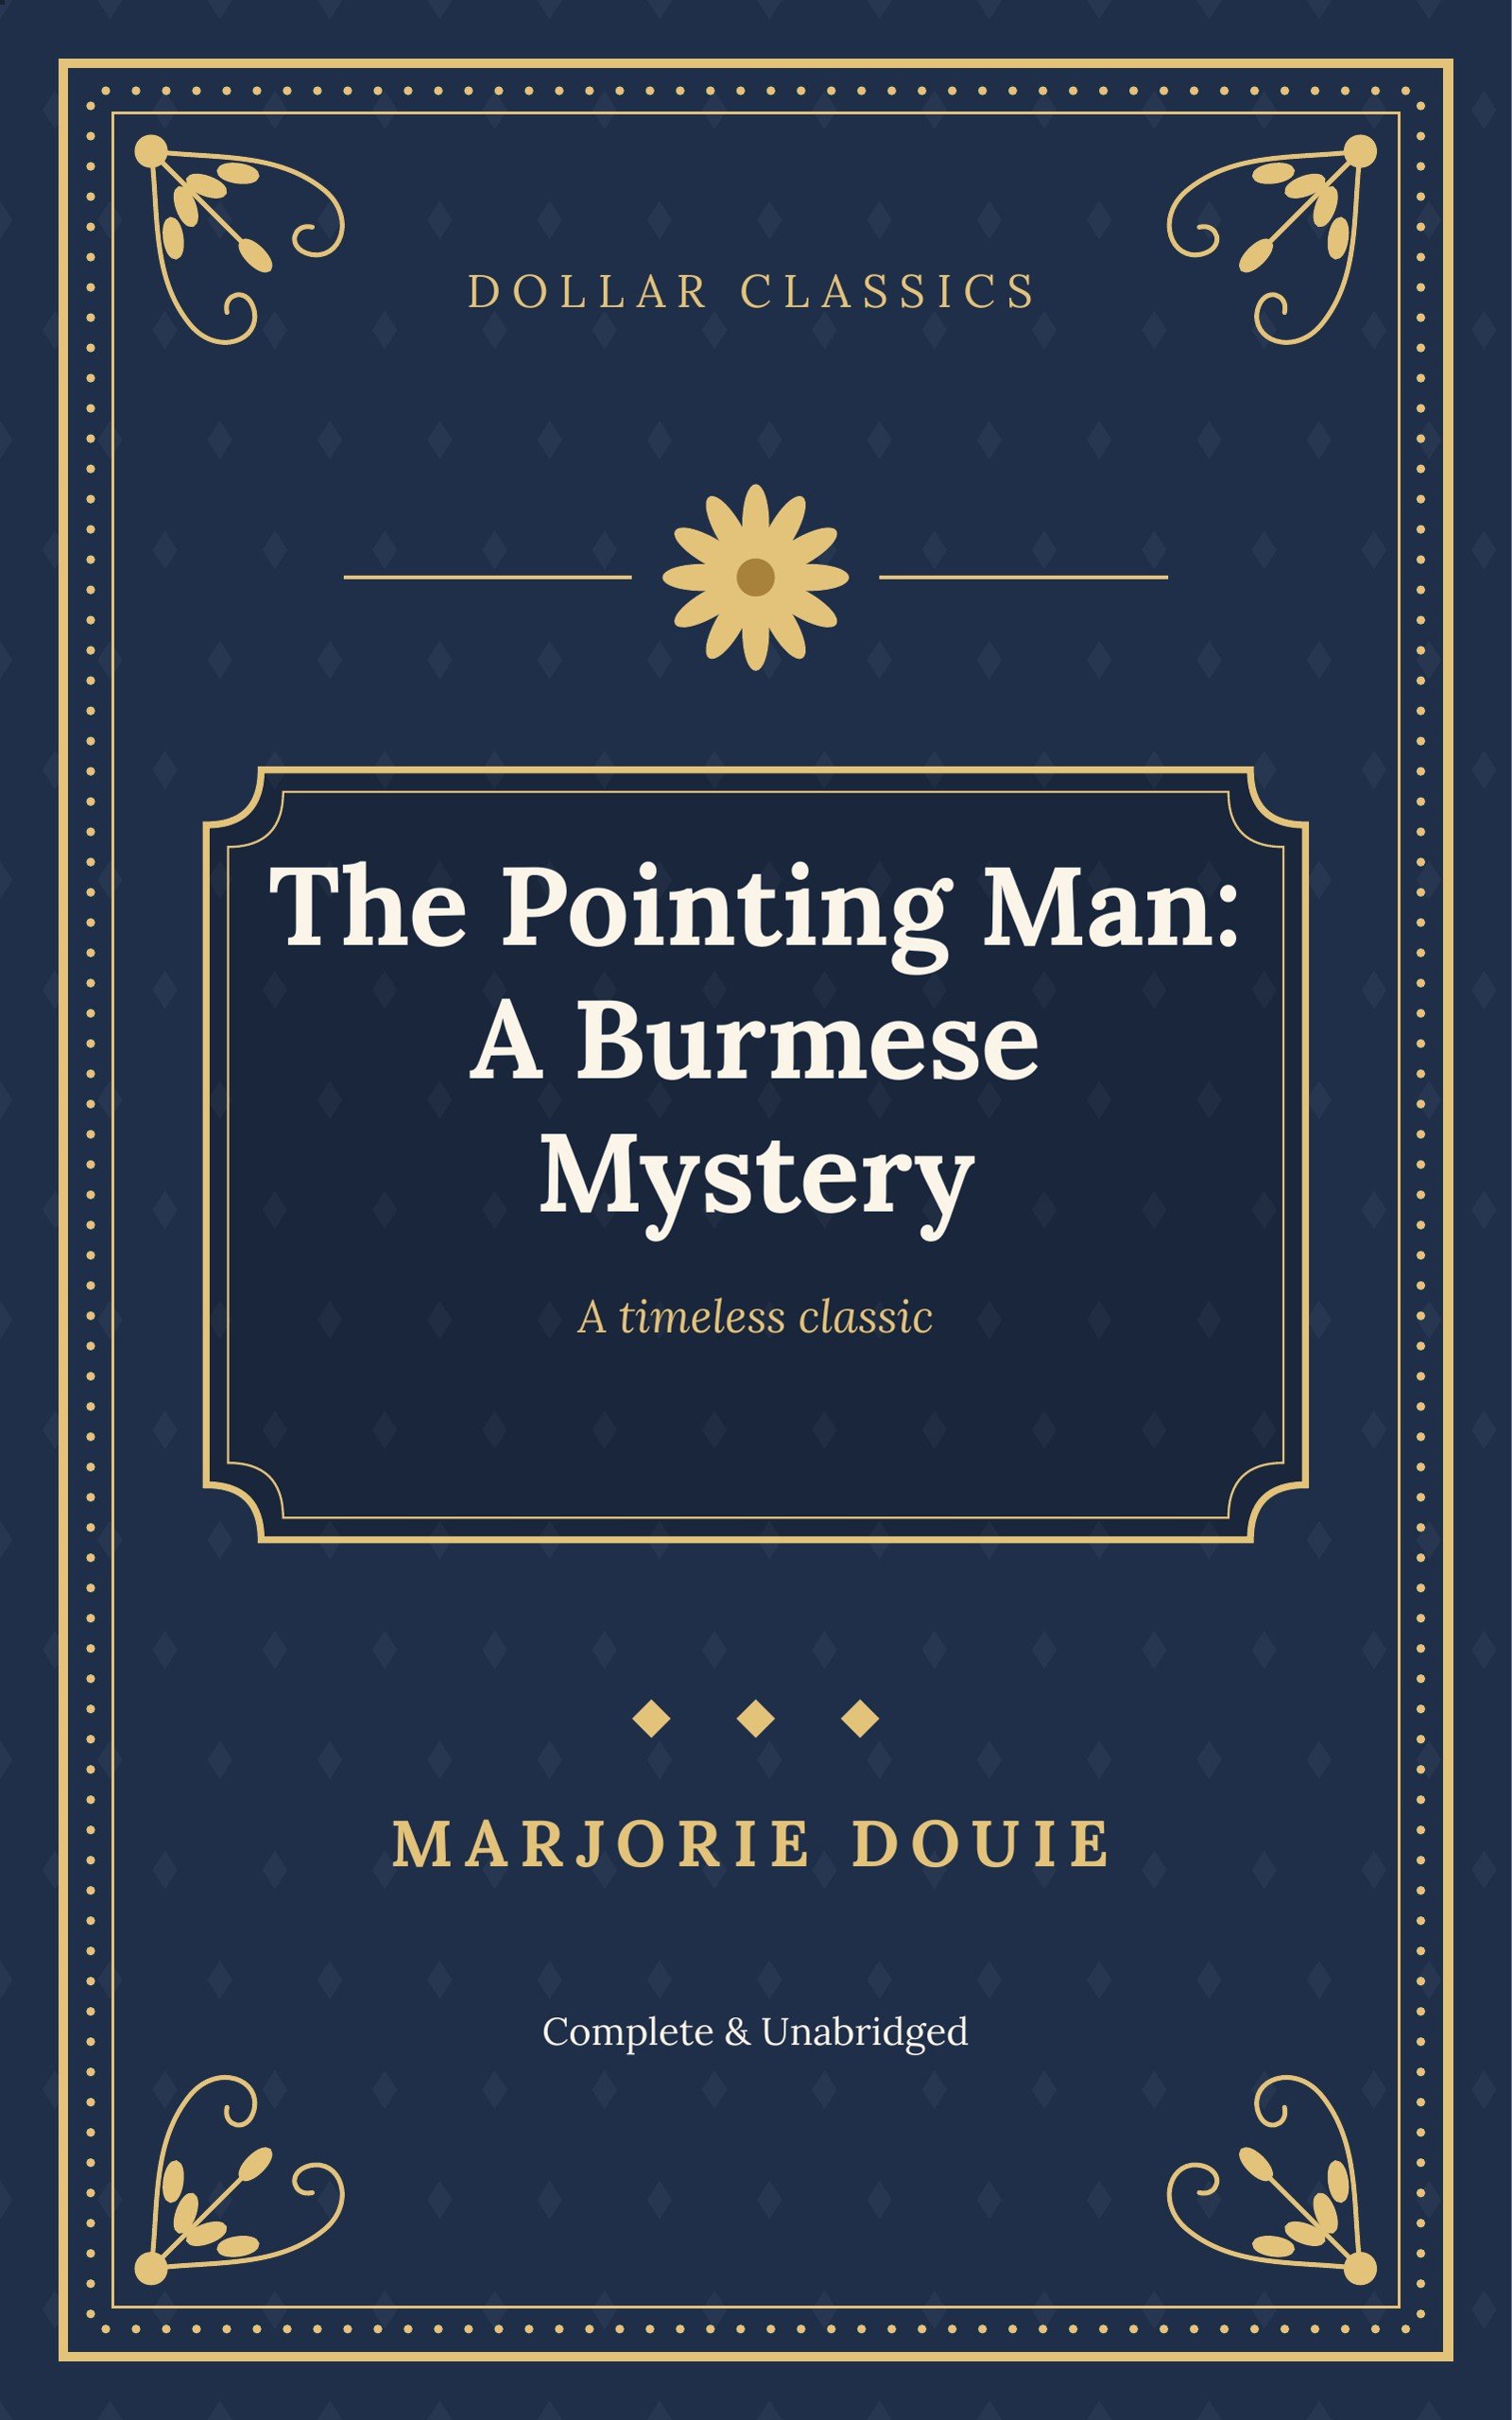 DOLLAR CLASSICS
The Pointing Man:
A Burmese
Mystery
A timeless classic
MARJORIE DOUIE
Complete & Unabridged